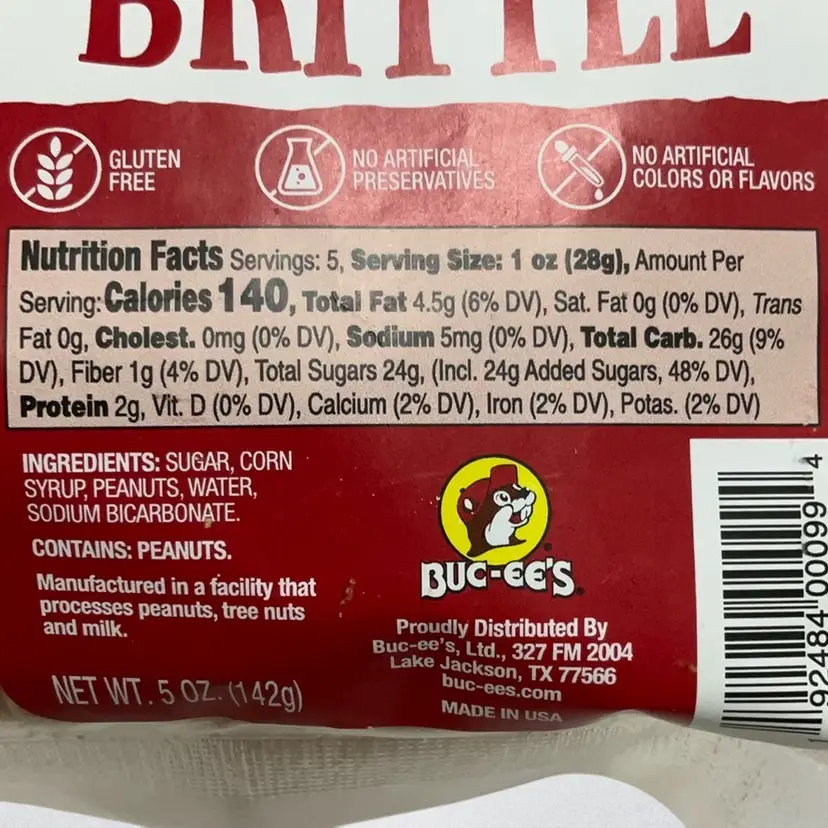 BRITTLE
GLUTEN
FREE
NO ARTIFICIAL
PRESERVATIVES
NO ARTIFICIAL
COLORS OR FLAVORS
Nutrition Facts Servings: 5, Serving Size: 1 oz (28g), Amount Per
Serving: Calories 140, Total Fat 4.5g (6% DV), Sat. Fat 0g (0% DV), Trans
Fat 0g, Cholest. 0mg (0% DV), Sodium 5mg (0% DV), Total Carb. 26g (9%
DV), Fiber 1g (4% DV), Total Sugars 24g, (Incl. 24g Added Sugars, 48% DV),
Protein 2g, Vit. D (0% DV), Calcium (2% DV), Iron (2% DV), Potas. (2% DV)
INGREDIENTS: SUGAR, CORN
SYRUP, PEANUTS, WATER,
SODIUM BICARBONATE.
CONTAINS: PEANUTS.
Manufactured in a facility that
processes peanuts, tree nuts
and milk.
NET WT. 5 OZ. (142g)
BUC-EE'S
Proudly Distributed By
Buc-ee's, Ltd., 327 FM 2004
Lake Jackson, TX 77566
buc-ees.com
MADE IN USA
1 92484 00099 4